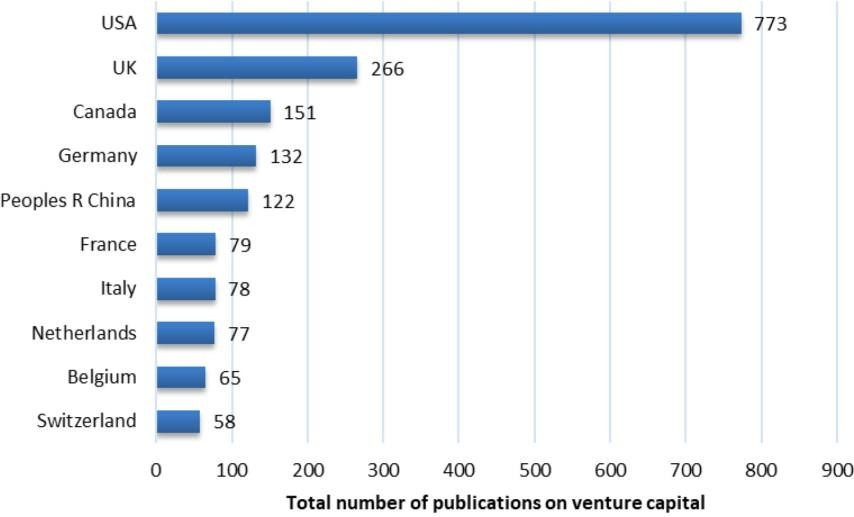 USA 773
UK 266
Canada 151
Germany 132
Peoples R China 122
France 79
Italy 78
Netherlands 77
Belgium 65
Switzerland 58
0 100 200 300 400 500 600 700 800 900
Total number of publications on venture capital